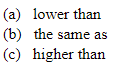 (a) lower than
(b) the same as
(c) higher than